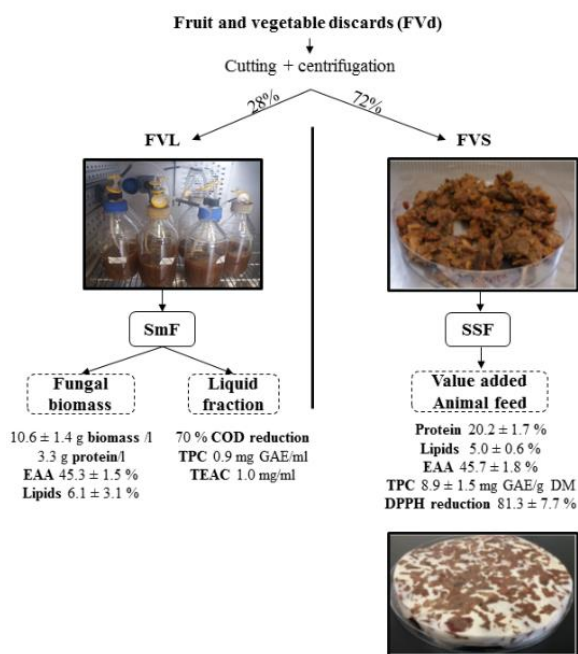 Fruit and vegetable discards (FVd)
Cutting + centrifugation
28%
72%
FVL
FVS
SmF
SSF
Fungal
biomass
Liquid
fraction
Value added
Animal feed
10.6 ± 1.4 g biomass /l
3.3 g protein/l
EAA 45.3 ± 1.5 %
Lipids 6.1 ± 3.1 %
70 % COD reduction
TPC 0.9 mg GAE/ml
TEAC 1.0 mg/ml
Protein 20.2 ± 1.7 %
Lipids 5.0 ± 0.6 %
EAA 45.7 ± 1.8 %
TPC 8.9 ± 1.5 mg GAE/g DM
DPPH reduction 81.3 ± 7.7 %